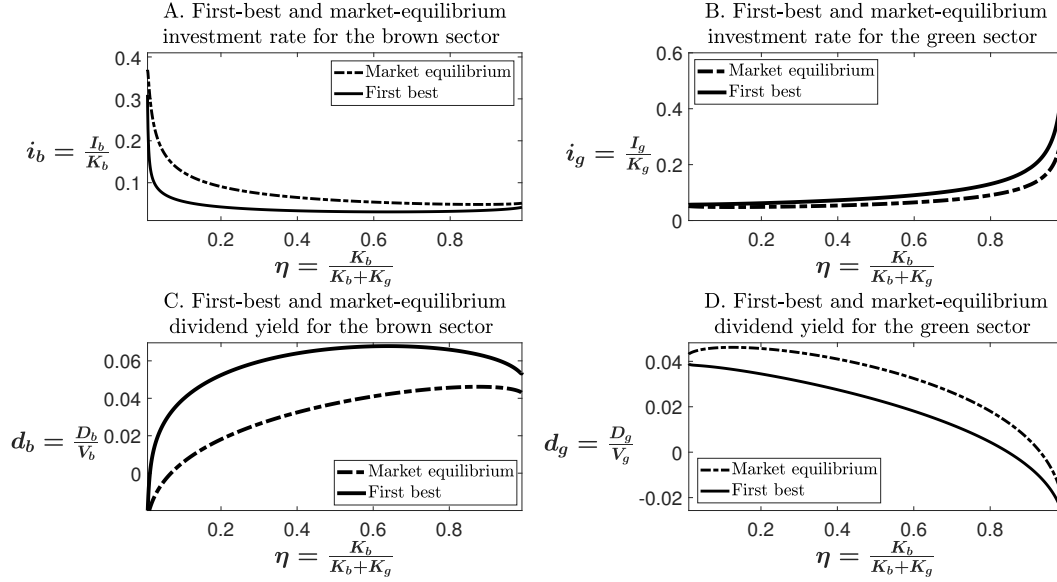 A. First-best and market-equilibrium
investment rate for the brown sector
0.4
0.3
0.2
0.1
i_b = I_b/K_b
Market equilibrium
First best
0.2 0.4 0.6 0.8
η = K_b/(K_b+K_g)
B. First-best and market-equilibrium
investment rate for the green sector
0.6
0.4
0.2
0
i_g = I_g/K_g
Market equilibrium
First best
0.2 0.4 0.6 0.8
η = K_b/(K_b+K_g)
C. First-best and market-equilibrium
dividend yield for the brown sector
0.06
0.04
0.02
0
d_b = D_b/V_b
Market equilibrium
First best
0.2 0.4 0.6 0.8
η = K_b/(K_b+K_g)
D. First-best and market-equilibrium
dividend yield for the green sector
0.04
0.02
0
-0.02
d_g = D_g/V_g
Market equilibrium
First best
0.2 0.4 0.6 0.8
η = K_b/(K_b+K_g)